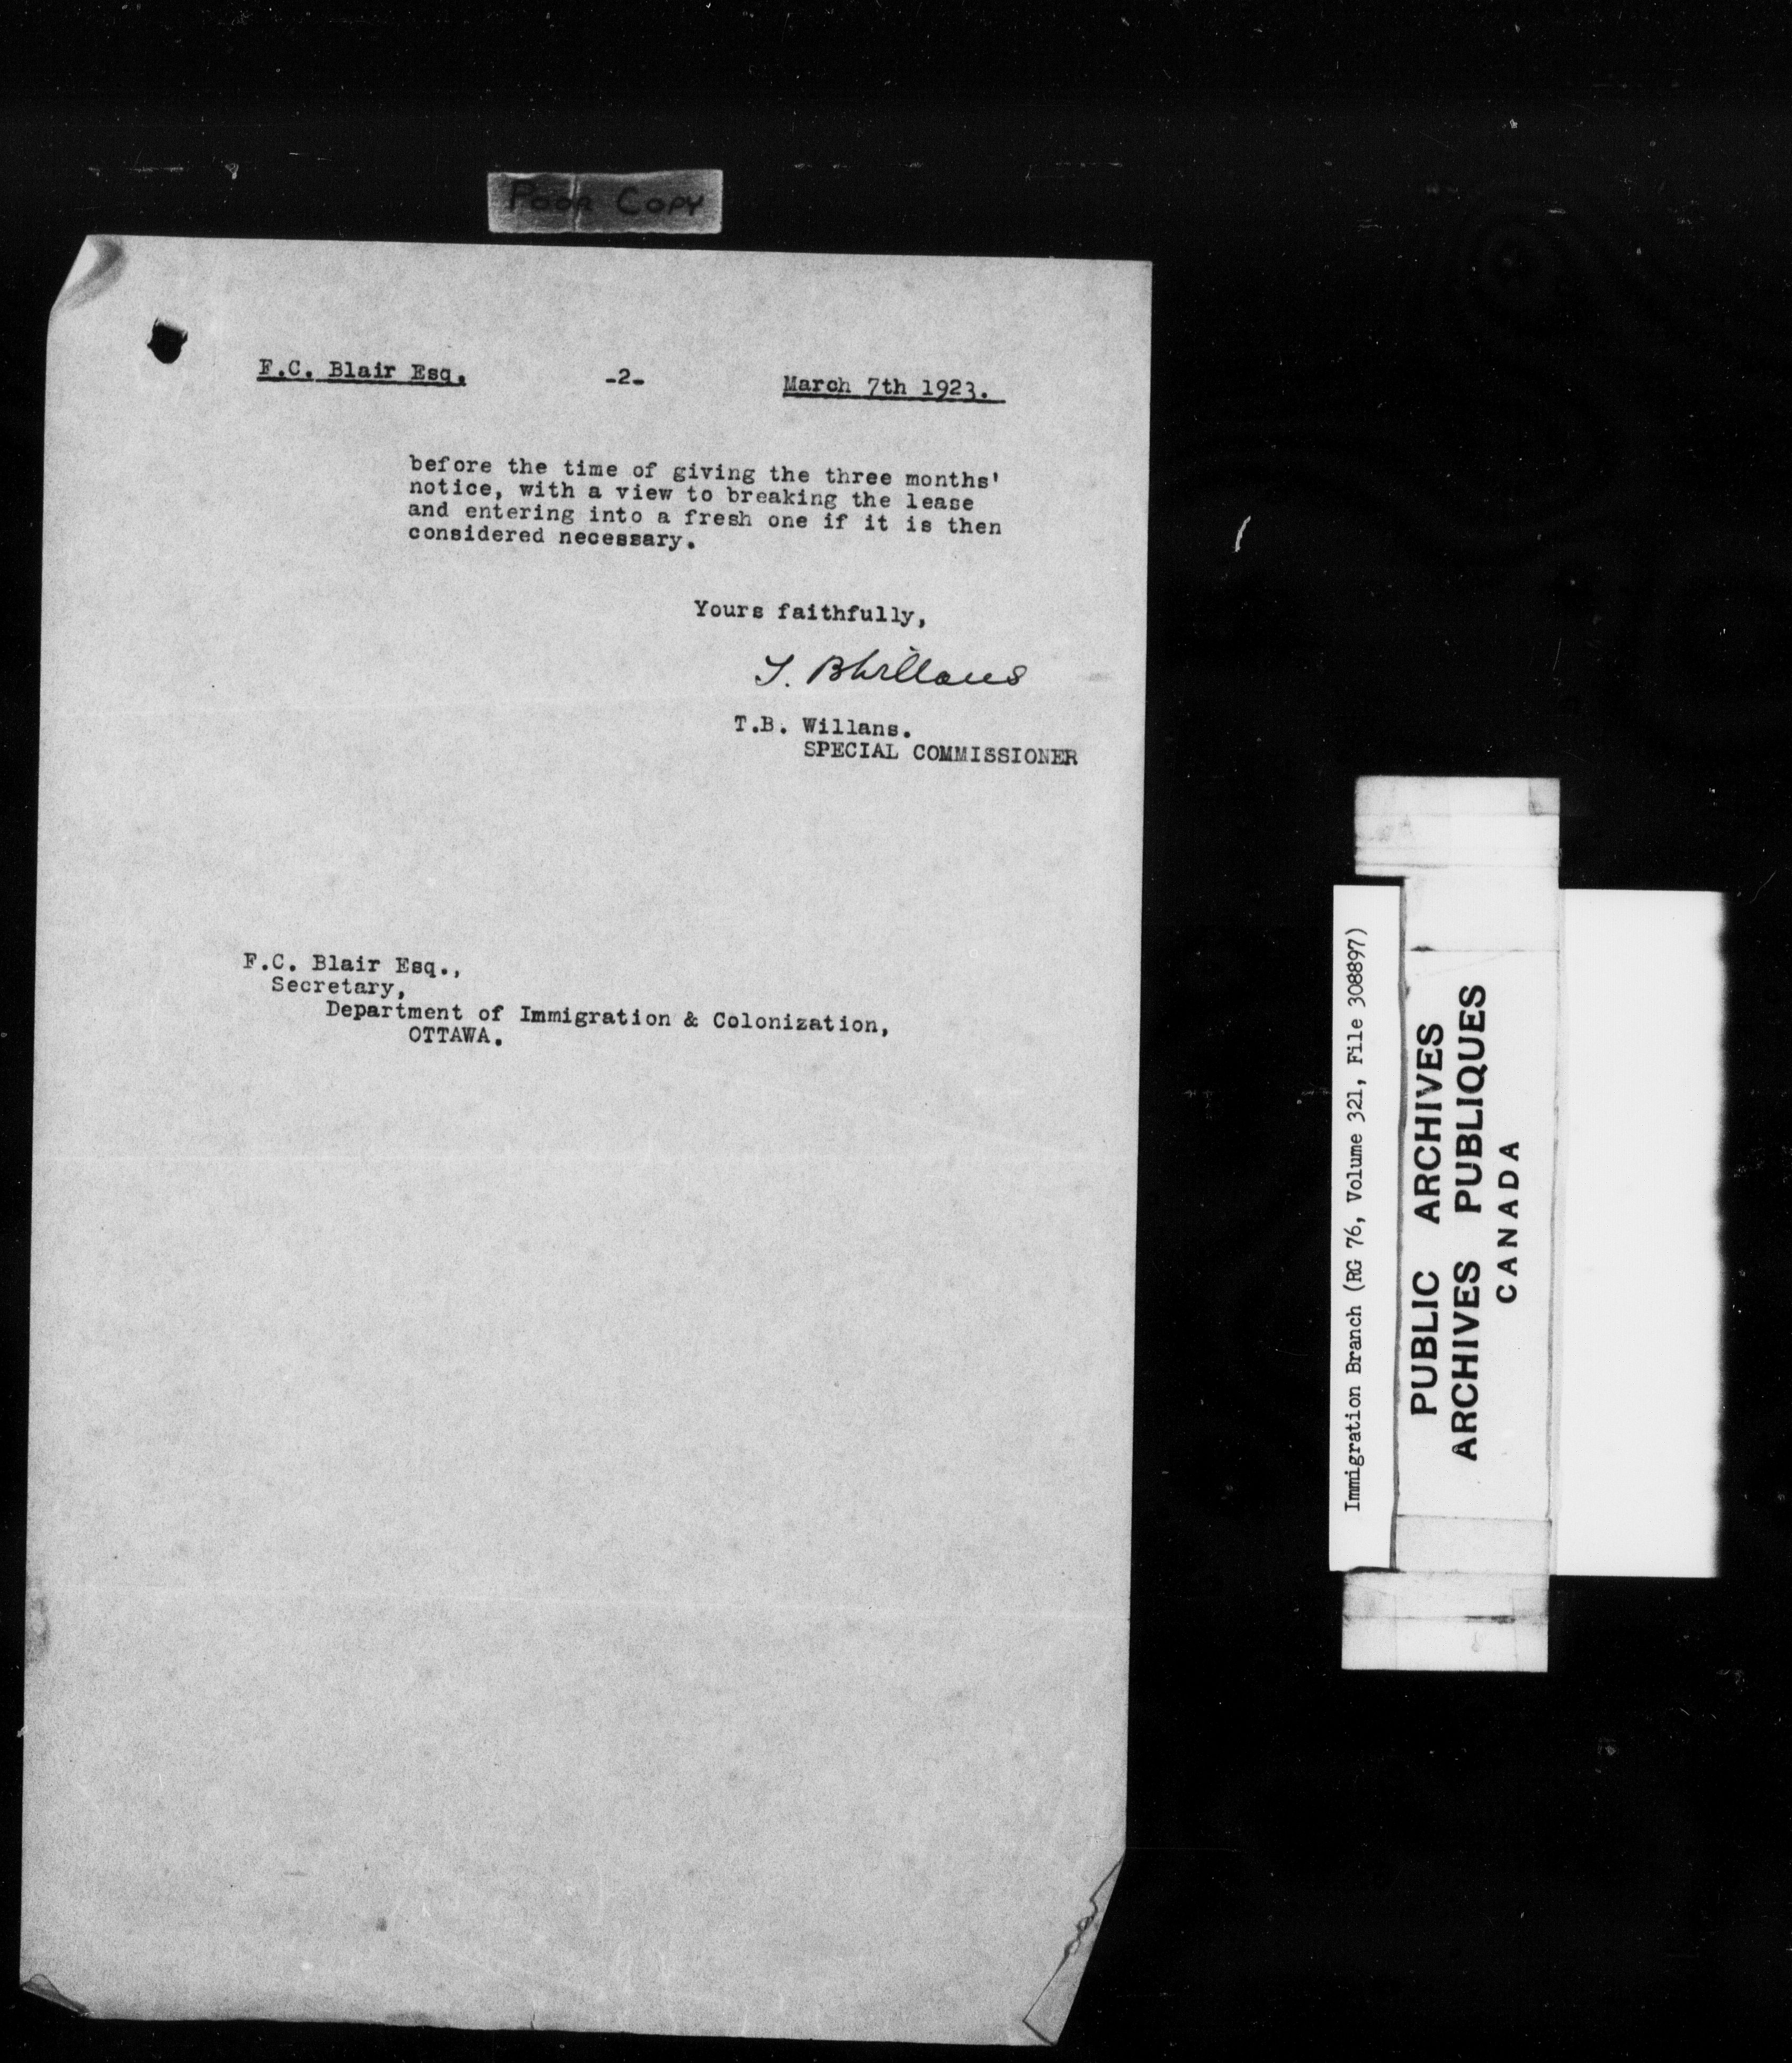 POOR COPY
F.C. Blair Esq. -2- March 7th 1923.
before the time of giving the three months'
notice, with a view to breaking the lease
and entering into a fresh one if it is then
considered necessary.
Yours faithfully,
T. B Willans
T.B. Willans.
SPECIAL COMMISSIONER
F.C. Blair Esq.,
Secretary,
Department of Immigration & Colonization,
OTTAWA.
Immigration Branch (RG 76, Volume 321, File 308897)
PUBLIC ARCHIVES
ARCHIVES PUBLIQUES
CANADA